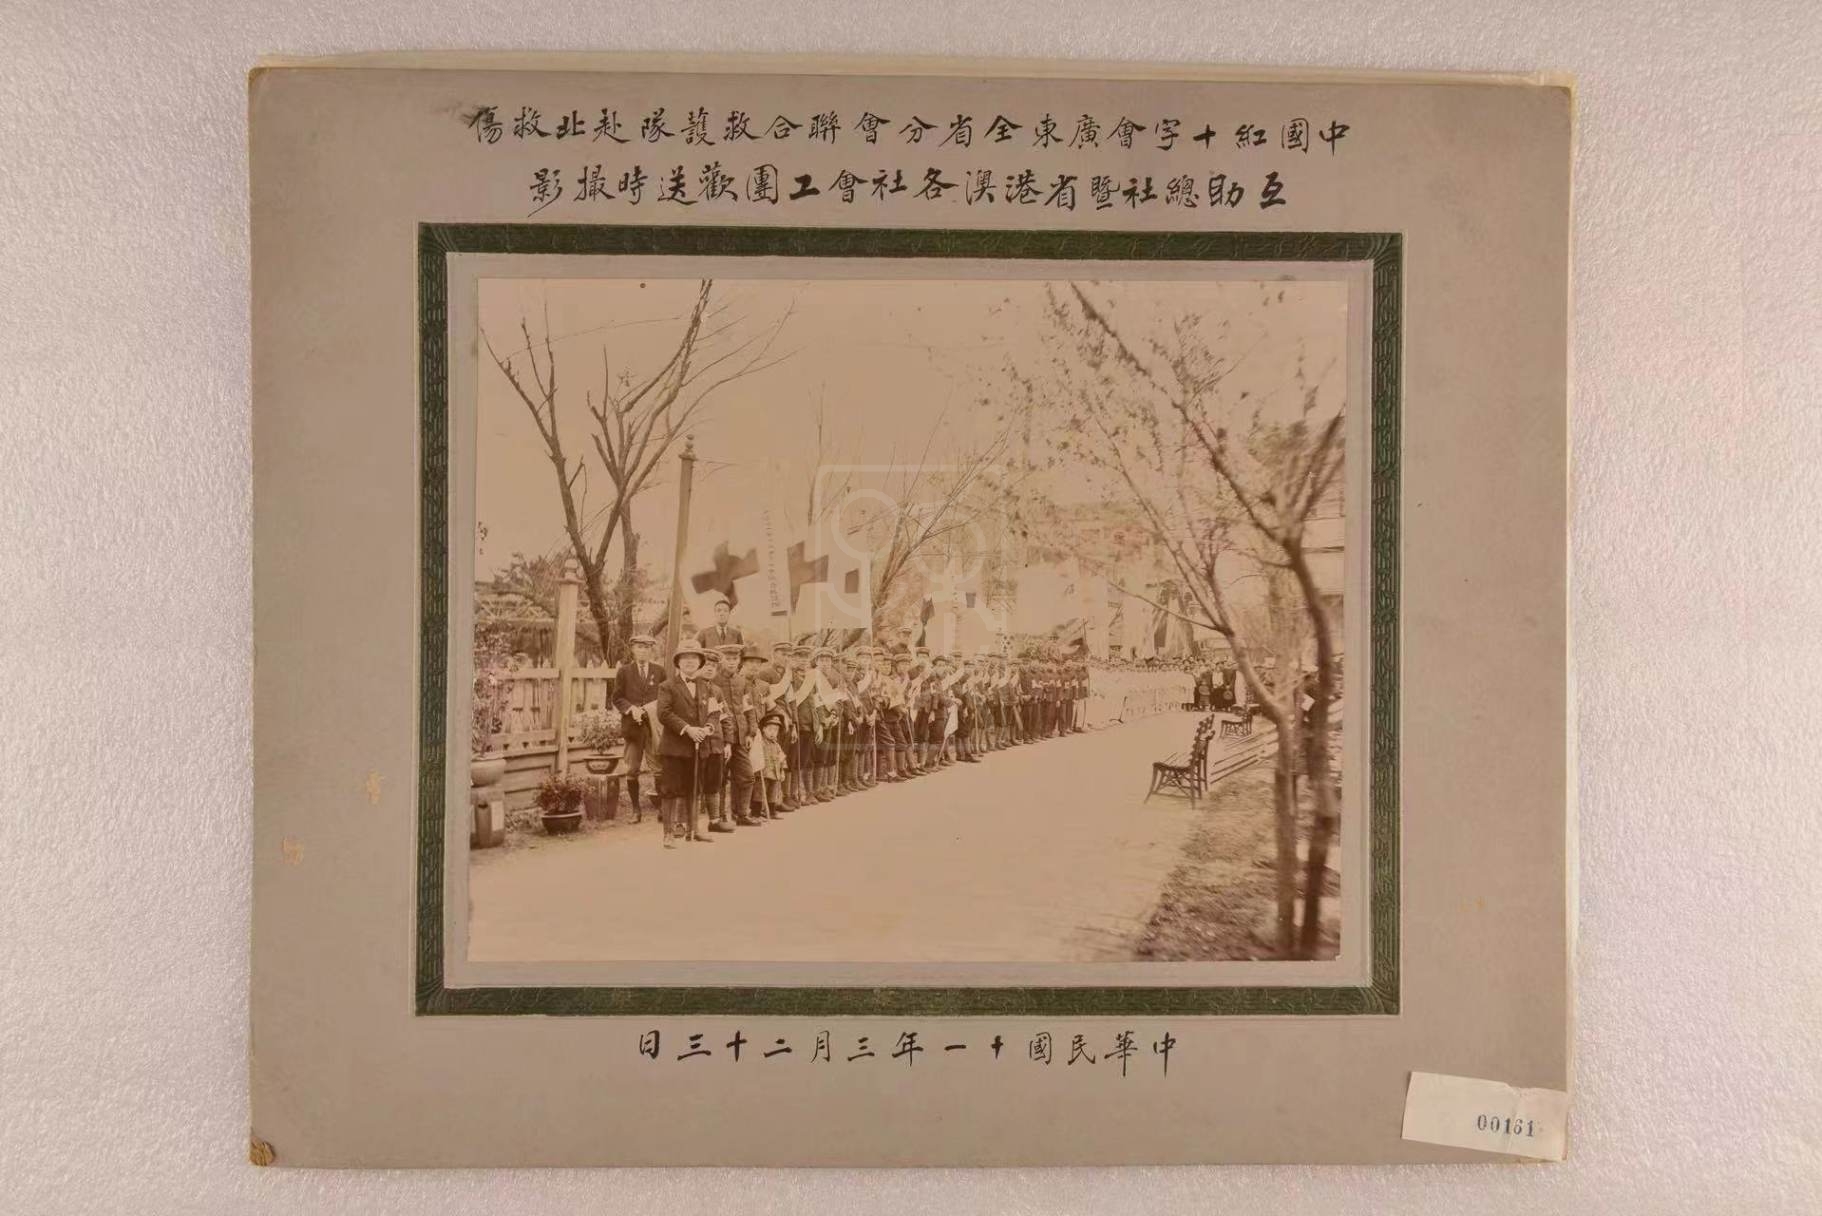 中國紅十字會廣東全省分會聯合救護隊赴北救傷
互助總社暨省港澳各社會工團歡送時撮影
中華民國十一年三月二十三日
00161